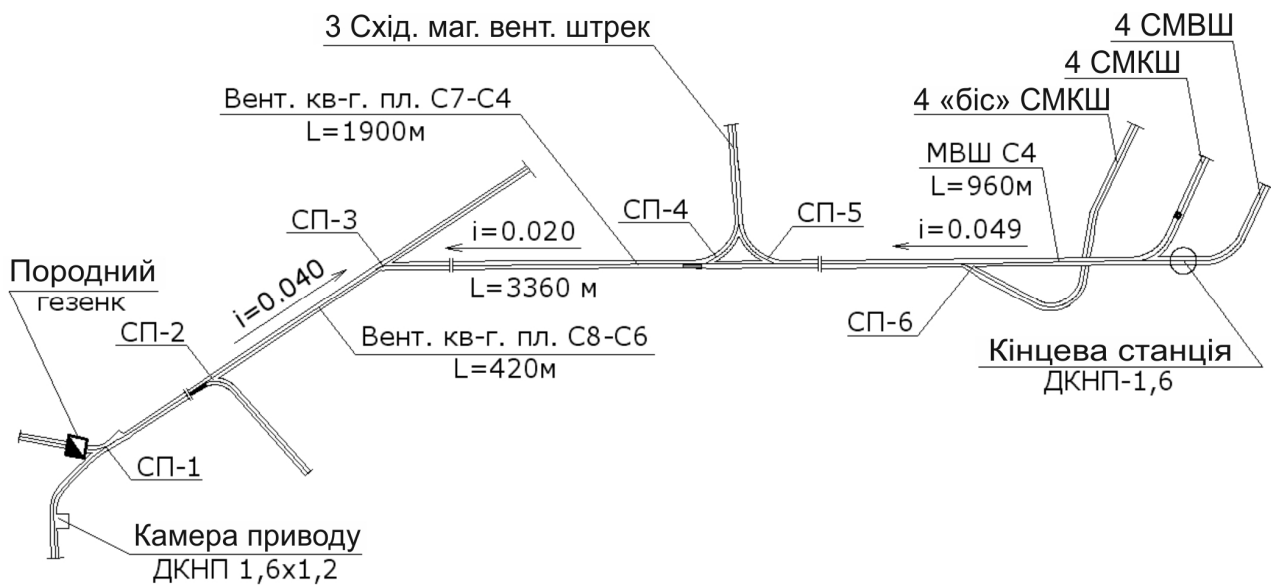 3 Схід. маг. вент. штрек
4 СМВШ
4 СМКШ
Вент. кв-г. пл. С7-С4
L=1900м
4 «біс» СМКШ
МВШ С4
L=960м
СП-4
СП-5
СП-3
i=0.020
i=0.049
Породний
гезенк
i=0.040
L=3360 м
СП-2
Вент. кв-г. пл. С8-С6
L=420м
СП-6
Кінцева станція
ДКНП-1,6
СП-1
Камера приводу
ДКНП 1,6х1,2